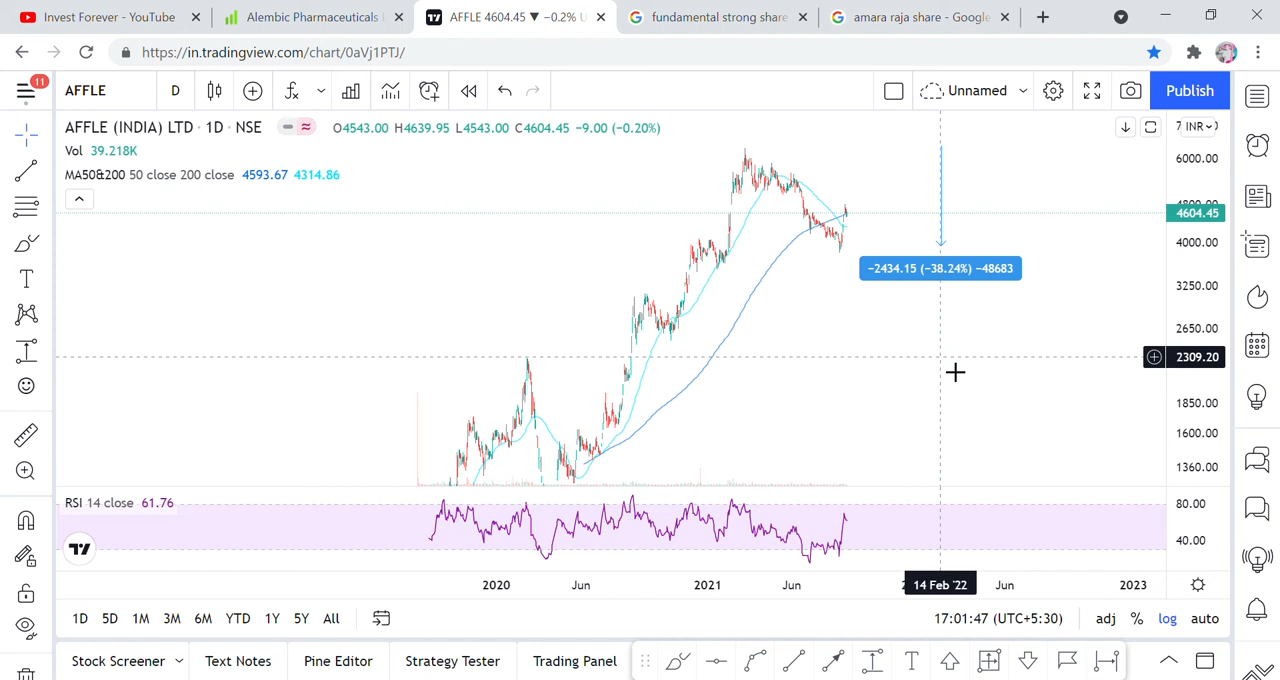 Invest Forever - YouTube
Alembic Pharmaceuticals
AFFLE 4604.45 ▼ −0.2% U
fundamental strong share
amara raja share - Google
https://in.tradingview.com/chart/0aVj1PTJ/
11
AFFLE
D
Unnamed
Publish
AFFLE (INDIA) LTD · 1D · NSE
O4543.00 H4639.95 L4543.00 C4604.45 −9.00 (−0.20%)
INR
Vol 39.218K
6000.00
MA50&200 50 close 200 close 4593.67 4314.86
4604.45
4000.00
−2434.15 (−38.24%) −48683
3250.00
2650.00
2309.20
1850.00
1600.00
1360.00
RSI 14 close 61.76
80.00
40.00
2020
Jun
2021
Jun
14 Feb '22
Jun
2023
1D 5D 1M 3M 6M YTD 1Y 5Y All
17:01:47 (UTC+5:30)
adj % log auto
Stock Screener
Text Notes
Pine Editor
Strategy Tester
Trading Panel